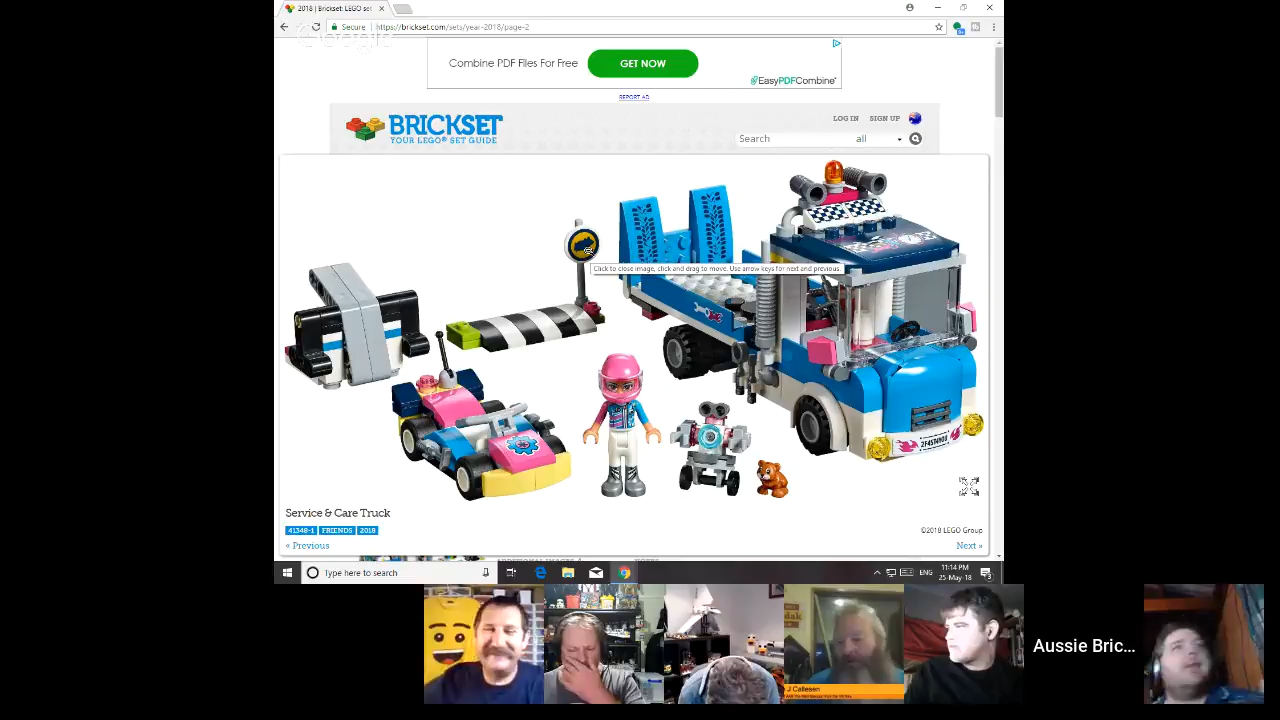 2018 | Brickset: LEGO set
Secure
https://brickset.com/sets/year-2018/page-2
Combine PDF Files For Free
GET NOW
EasyPDFCombine
REPORT AD
BRICKSET
YOUR LEGO® SET GUIDE
LOG IN
SIGN UP
Search
all
Click to close image, click and drag to move. Use arrow keys for next and previous.
Service & Care Truck
41348-1
FRIENDS
2018
©2018 LEGO Group
« Previous
Next »
Type here to search
ENG
11:14 PM
25-May-18
J Callesen
Aussie Bric...